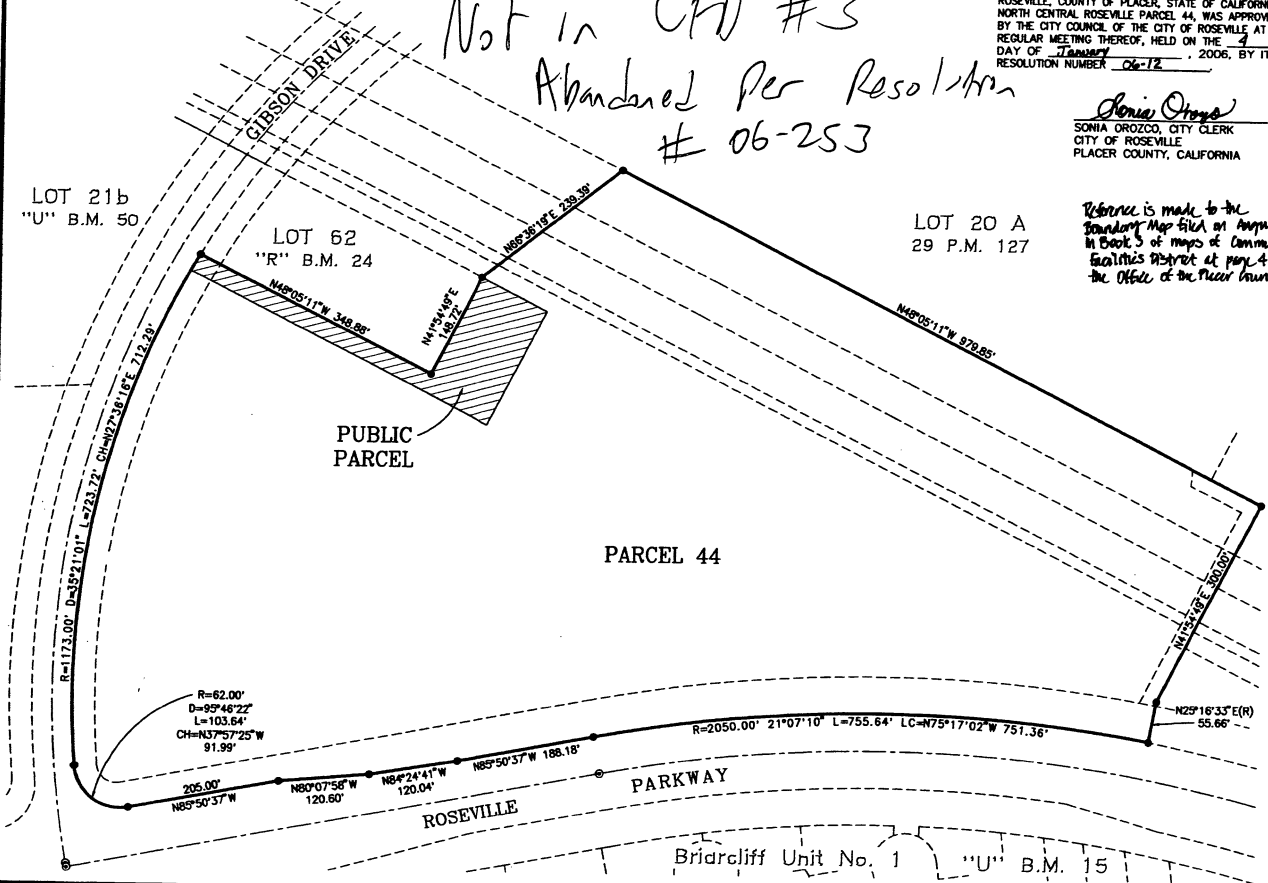 Not in CFD #3
Abandoned Per Resolution
# 06-253
ROSEVILLE, COUNTY OF PLACER, STATE OF CALIFORN
NORTH CENTRAL ROSEVILLE PARCEL 44, WAS APPROV
BY THE CITY COUNCIL OF THE CITY OF ROSEVILLE AT
REGULAR MEETING THEREOF, HELD ON THE 4
DAY OF January, 2006, BY IT
RESOLUTION NUMBER 06-12
Sonia Orozco
SONIA OROZCO, CITY CLERK
CITY OF ROSEVILLE
PLACER COUNTY, CALIFORNIA
Reference is made to the
Boundary Map filed on Augu
in Book 3 of maps of Commu
Facilities District at page 4
the Office of the Placer Coun
GIBSON DRIVE
LOT 21b
"U" B.M. 50
LOT 62
"R" B.M. 24
LOT 20 A
29 P.M. 127
N66°36'19"E 239.39'
N48°05'11"W 348.88'
N41°54'49"E
148.72'
N48°05'11"W 979.85'
PUBLIC
PARCEL
R=1173.00' D=35°21'01" L=723.72' CH=N27°36'16"E 712.29'
PARCEL 44
N41°54'49"E 300.00'
R=62.00'
D=95°46'22"
L=103.64'
CH=N37°57'25"W
91.99'
N25°16'33"E(R)
55.66'
R=2050.00' 21°07'10" L=755.64' LC=N75°17'02"W 751.36'
205.00'
N85°50'37"W
N80°07'58"W
120.60'
N84°24'41"W
120.04'
N85°50'37"W 188.18'
ROSEVILLE PARKWAY
Briarcliff Unit No. 1 "U" B.M. 15